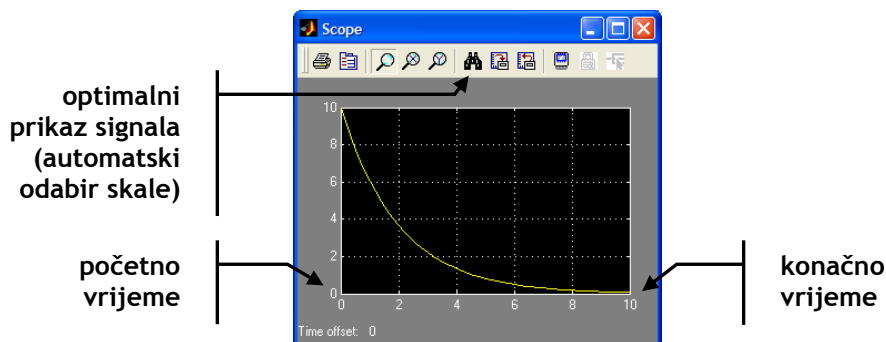 Scope
optimalni
prikaz signala
(automatski
odabir skale)
10
8
6
4
2
0
0 2 4 6 8 10
početno
vrijeme
konačno
vrijeme
Time offset: 0